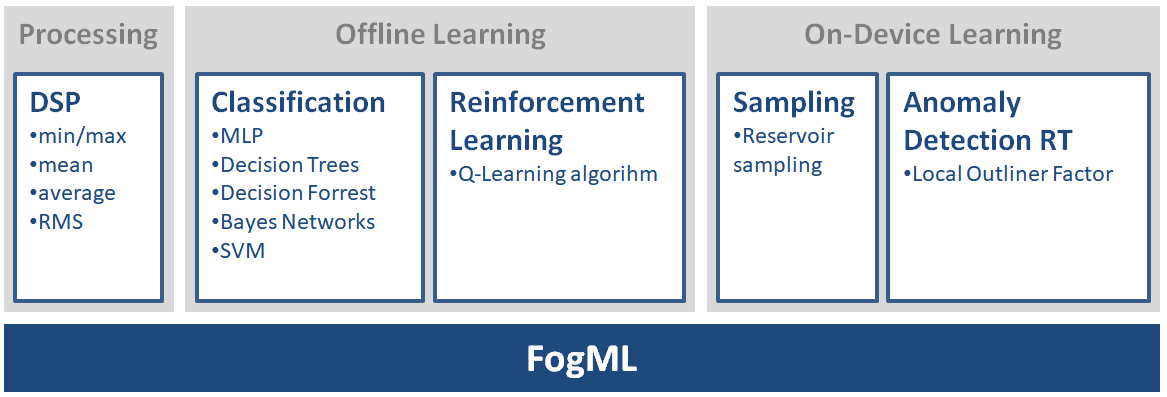 Processing
Offline Learning
On-Device Learning
DSP
•min/max
•mean
•average
•RMS
Classification
•MLP
•Decision Trees
•Decision Forrest
•Bayes Networks
•SVM
Reinforcement
Learning
•Q-Learning algorihm
Sampling
•Reservoir
sampling
Anomaly
Detection RT
•Local Outliner Factor
FogML